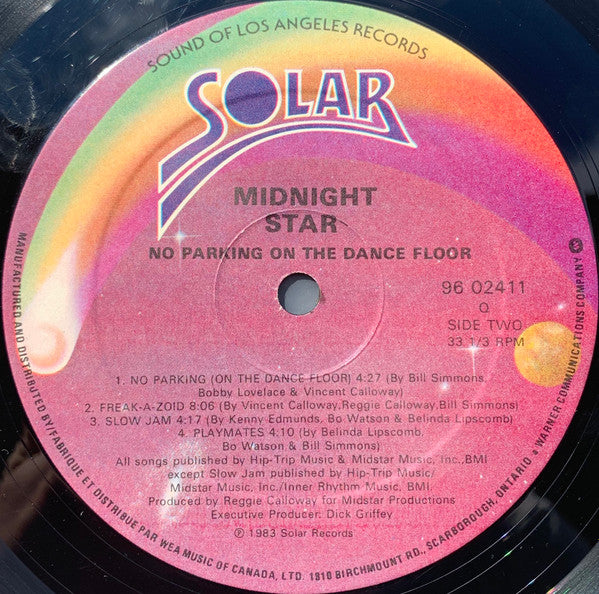 SOUND OF LOS ANGELES RECORDS
SOLAR
MIDNIGHT
STAR
NO PARKING ON THE DANCE FLOOR
96 02411
Q
SIDE TWO
33 1/3 RPM
1. NO PARKING (ON THE DANCE FLOOR) 4:27 (By Bill Simmons,
Bobby Lovelace & Vincent Calloway)
2. FREAK-A-ZOID 8:06 (By Vincent Calloway,Reggie Calloway,Bill Simmons)
3. SLOW JAM 4:17 (By Kenny Edmunds, Bo Watson & Belinda Lipscomb)
4. PLAYMATES 4:10 (By Belinda Lipscomb,
Bo Watson & Bill Simmons)
All songs published by Hip-Trip Music & Midstar Music, Inc.,BMI
except Slow Jam published by Hip-Trip Music/
Midstar Music, Inc./Inner Rhythm Music, BMI.
Produced by Reggie Calloway for Midstar Productions
Executive Producer: Dick Griffey
℗ 1983 Solar Records
MANUFACTURED AND DISTRIBUTED BY/FABRIQUÉ ET DISTRIBUÉ PAR WEA MUSIC OF CANADA, LTD. 1810 BIRCHMOUNT RD., SCARBOROUGH, ONTARIO • WARNER COMMUNICATIONS COMPANY